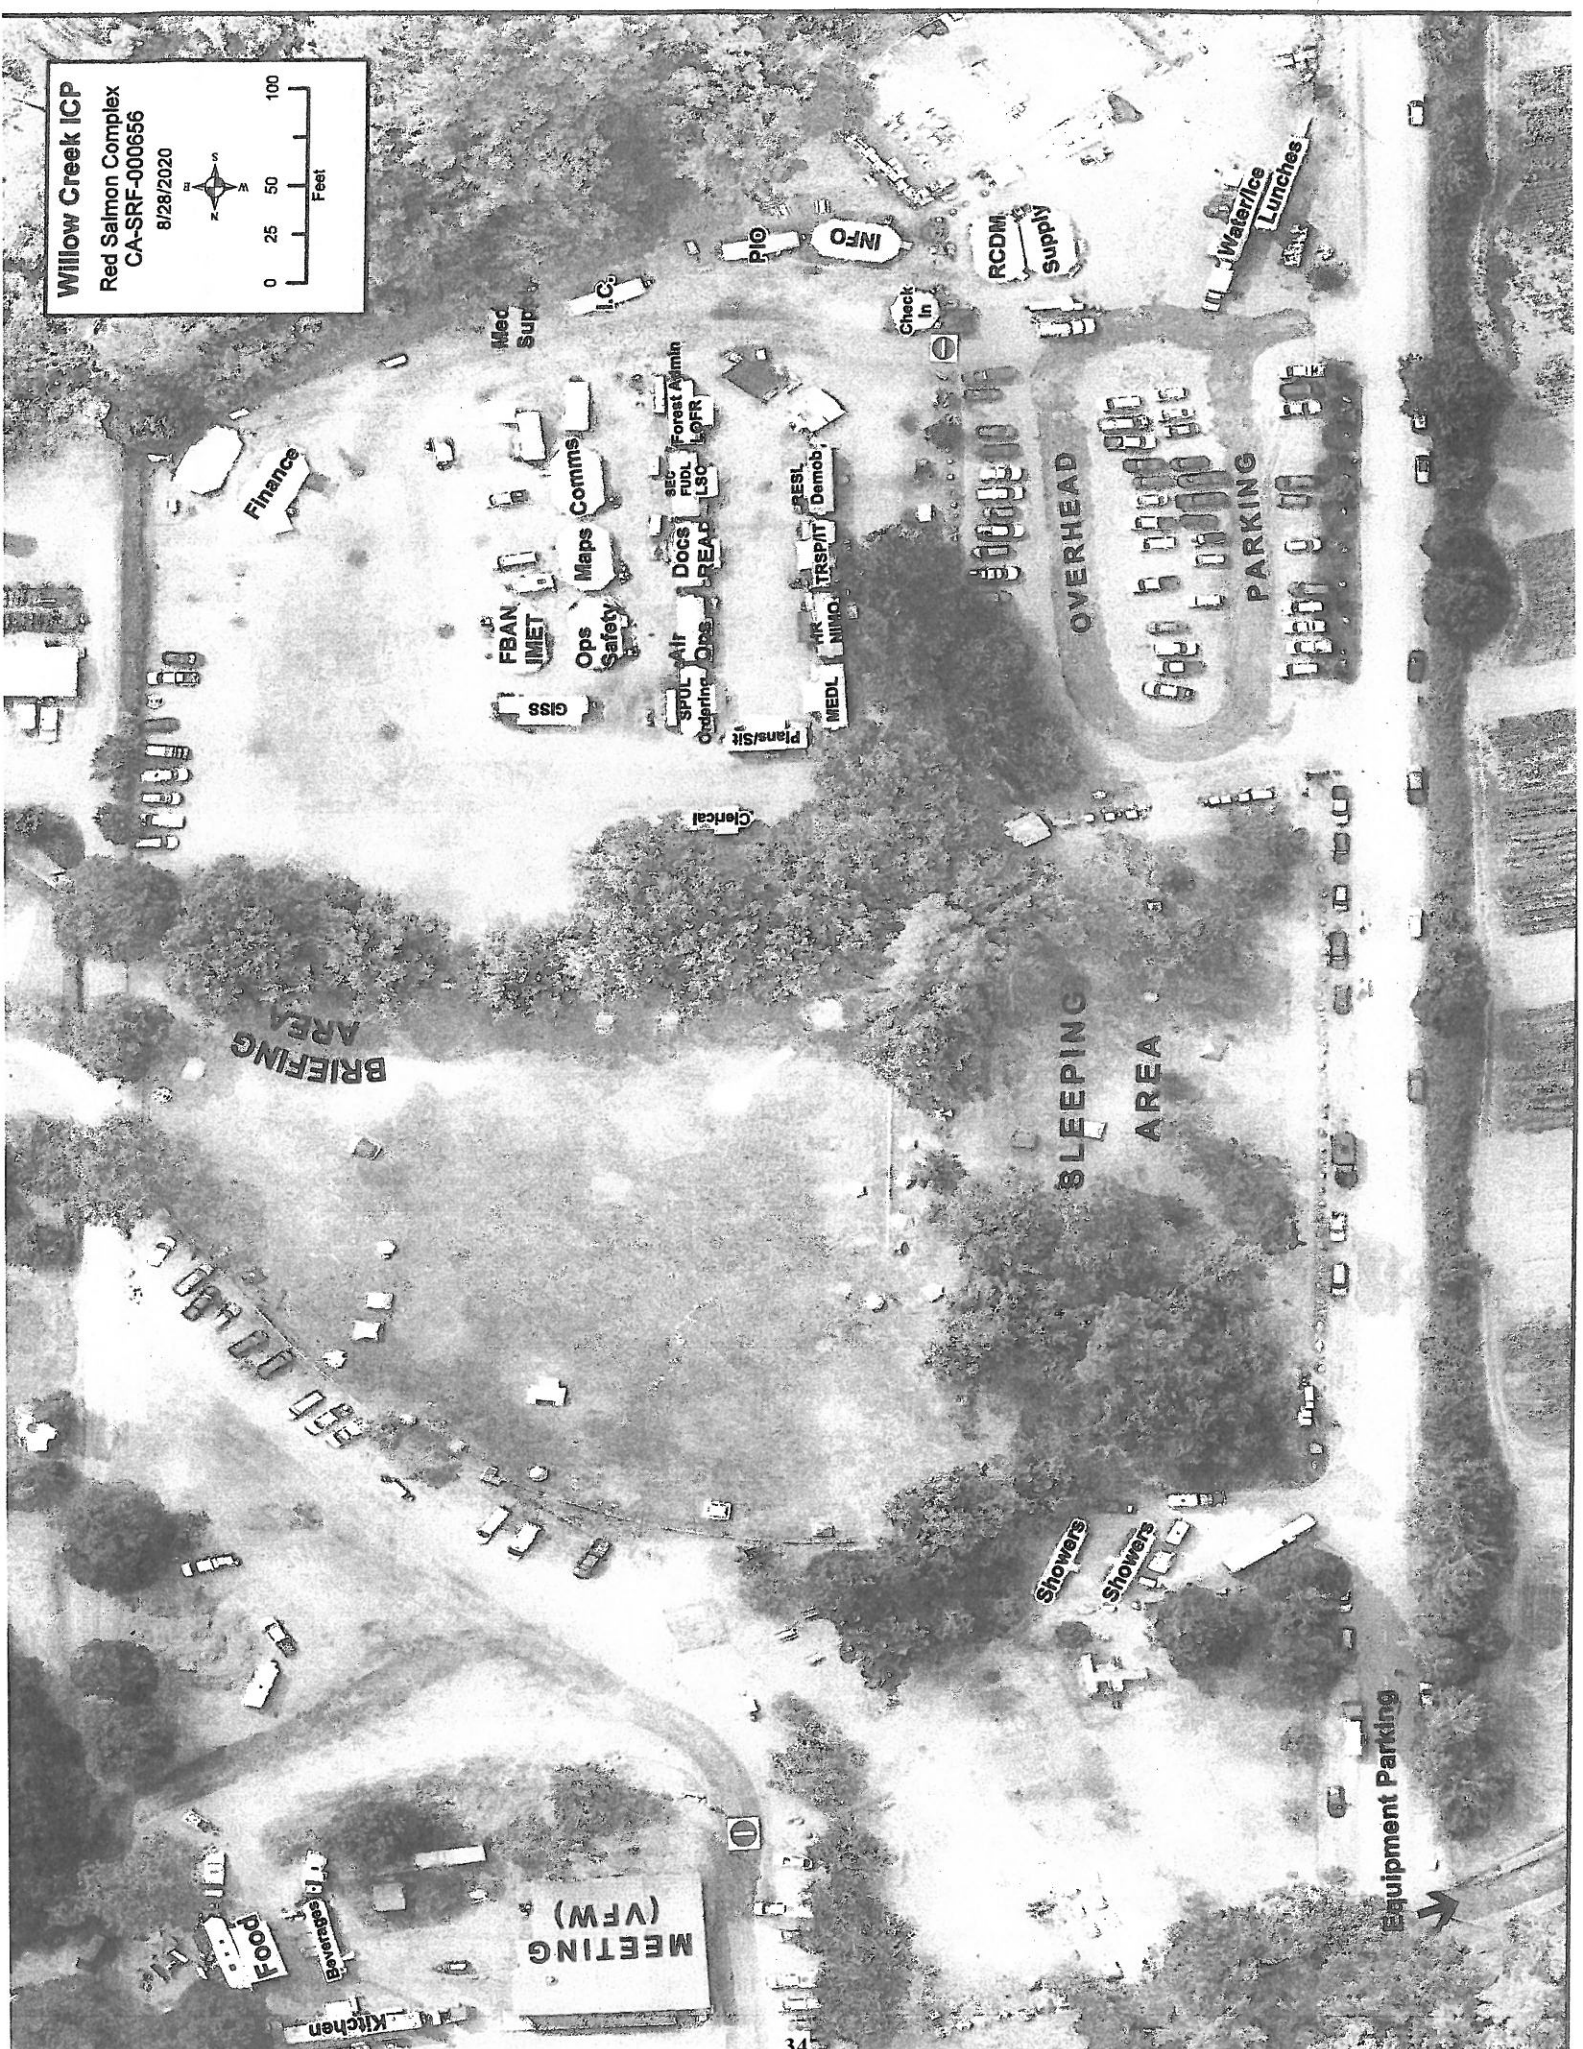 Willow Creek ICP
Red Salmon Complex
CA-SRF-000656
8/28/2020
N
E
S
W
0 25 50 100
Feet
Finance
Med
Sup
I.C.
PIO
INFO
RCDM
Supply
Check
In
Water/Ice
Lunches
FBAN
IMET
GISS
Ops
Safety
Maps
Comms
SPUL
Ordering
Air
Ops
Docs
READ
SEC
FUDL
LSC
Forest Admin
LOFR
Plans/Sit
MEDL
HR
NIMO
TRSP/IT
RESL
Demob
Clerical
OVERHEAD
PARKING
BRIEFING
AREA
SLEEPING
AREA
Showers
Showers
Equipment Parking
Food
Beverages
Kitchen
MEETING
(VFW)
34